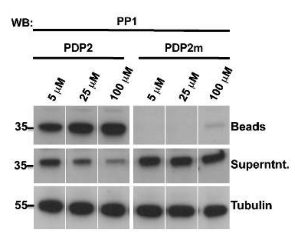 WB: PP1
PDP2 PDP2m
5 µM 25 µM 100 µM 5 µM 25 µM 100 µM
35 Beads
35 Superntnt.
55 Tubulin